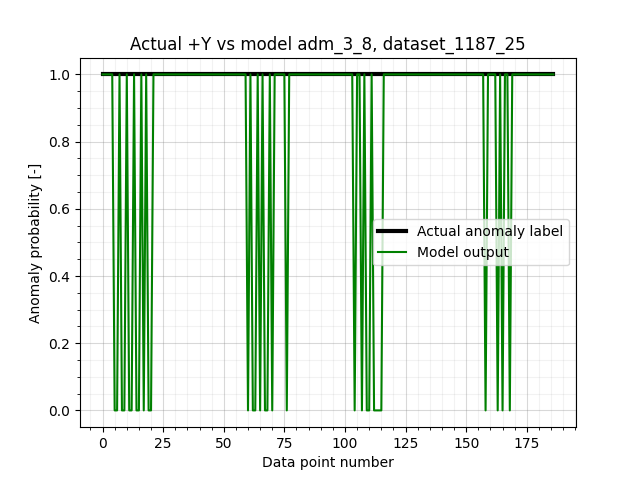 Actual +Y vs model adm_3_8, dataset_1187_25
1.0
0.8
0.6
0.4
0.2
0.0
Anomaly probability [-]
Actual anomaly label
Model output
0 25 50 75 100 125 150 175
Data point number